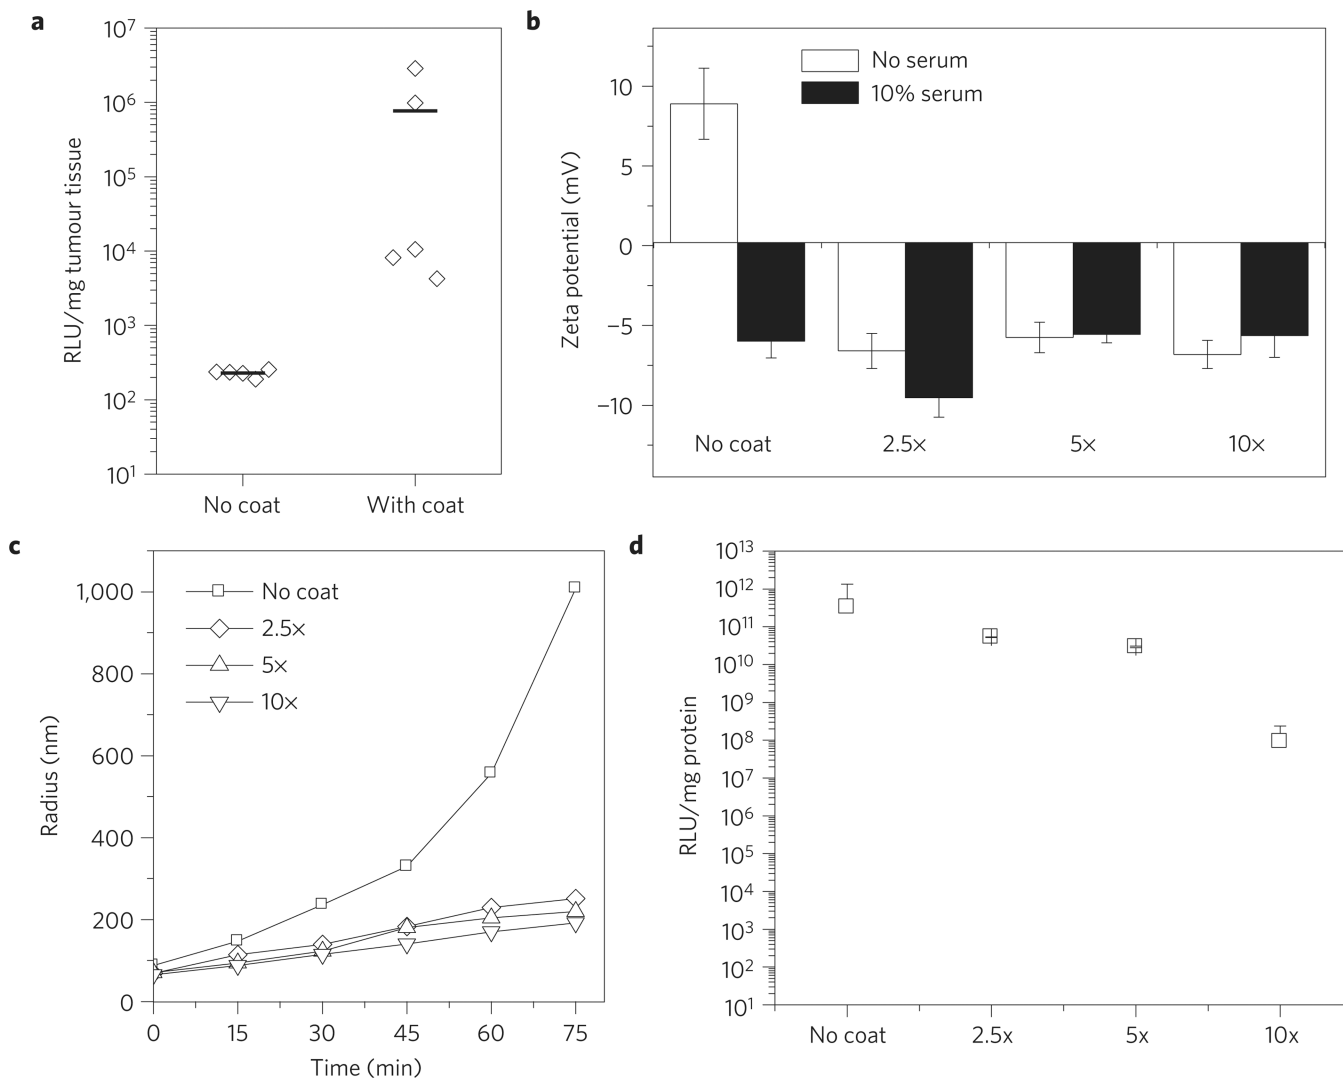 a
RLU/mg tumour tissue
10⁷
10⁶
10⁵
10⁴
10³
10²
10¹
No coat
With coat
b
Zeta potential (mV)
10
5
0
−5
−10
No serum
10% serum
No coat
2.5×
5×
10×
c
Radius (nm)
1,000
800
600
400
200
0
No coat
2.5×
5×
10×
0
15
30
45
60
75
Time (min)
d
RLU/mg protein
10¹³
10¹²
10¹¹
10¹⁰
10⁹
10⁸
10⁷
10⁶
10⁵
10⁴
10³
10²
10¹
No coat
2.5x
5x
10x